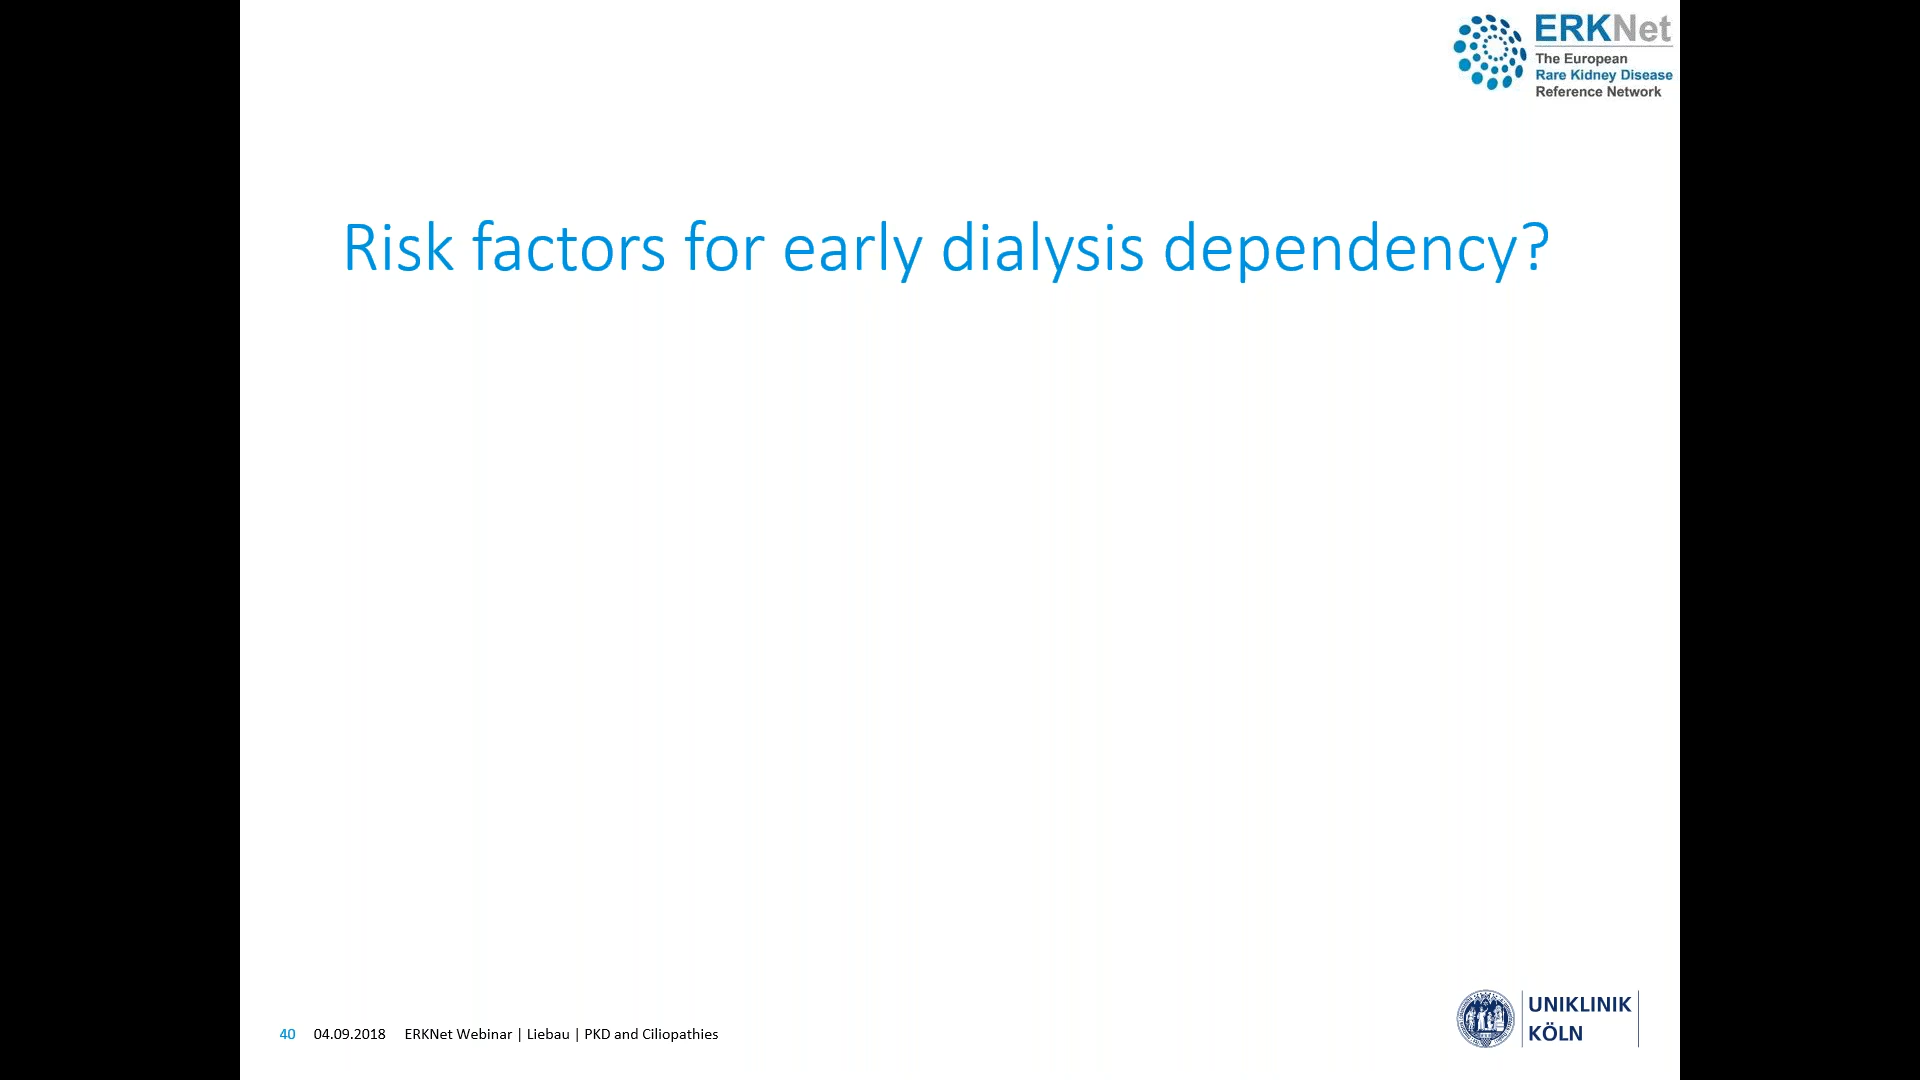 ERKNet
The European
Rare Kidney Disease
Reference Network
Risk factors for early dialysis dependency?
40 04.09.2018 ERKNet Webinar | Liebau | PKD and Ciliopathies
UNIKLINIK
KÖLN